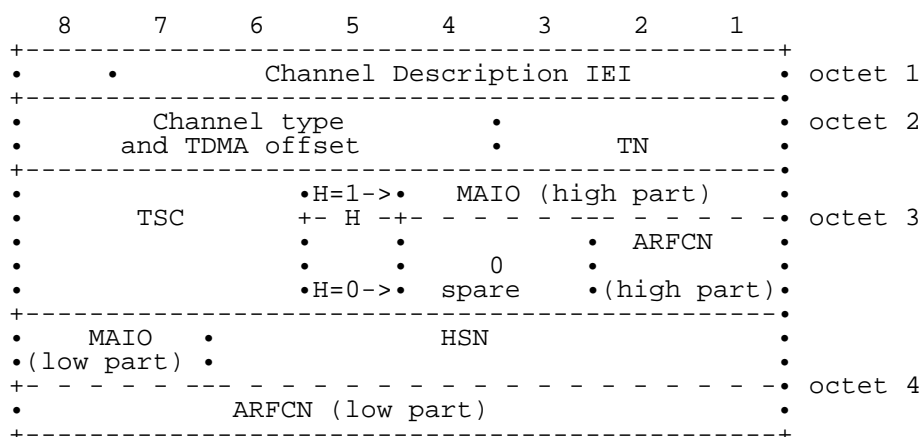 8 7 6 5 4 3 2 1
Channel Description IEI octet 1
Channel type octet 2
and TDMA offset TN
H=1-> MAIO (high part)
TSC H octet 3
ARFCN
0
H=0-> spare (high part)
MAIO HSN
(low part)
octet 4
ARFCN (low part)